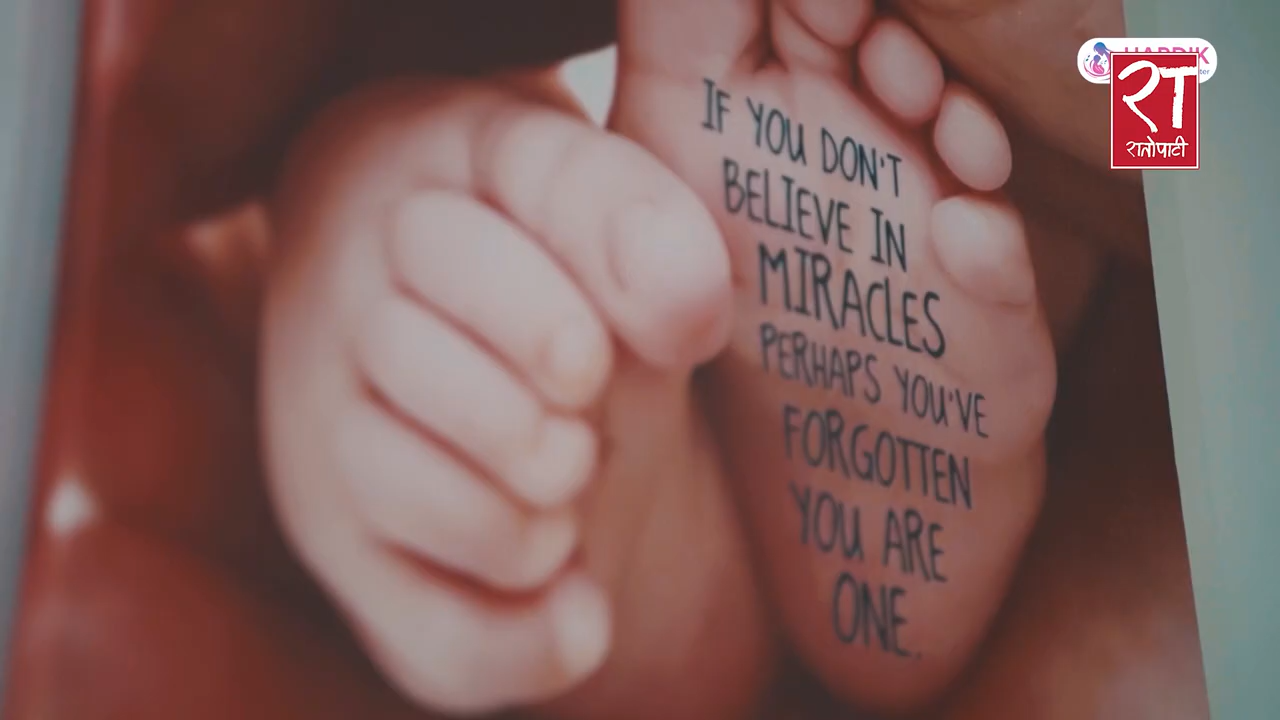 IF YOU DON'T
BELIEVE IN
MIRACLES
PERHAPS YOU'VE
FORGOTTEN
YOU ARE
ONE.
रा
रातोपाटी